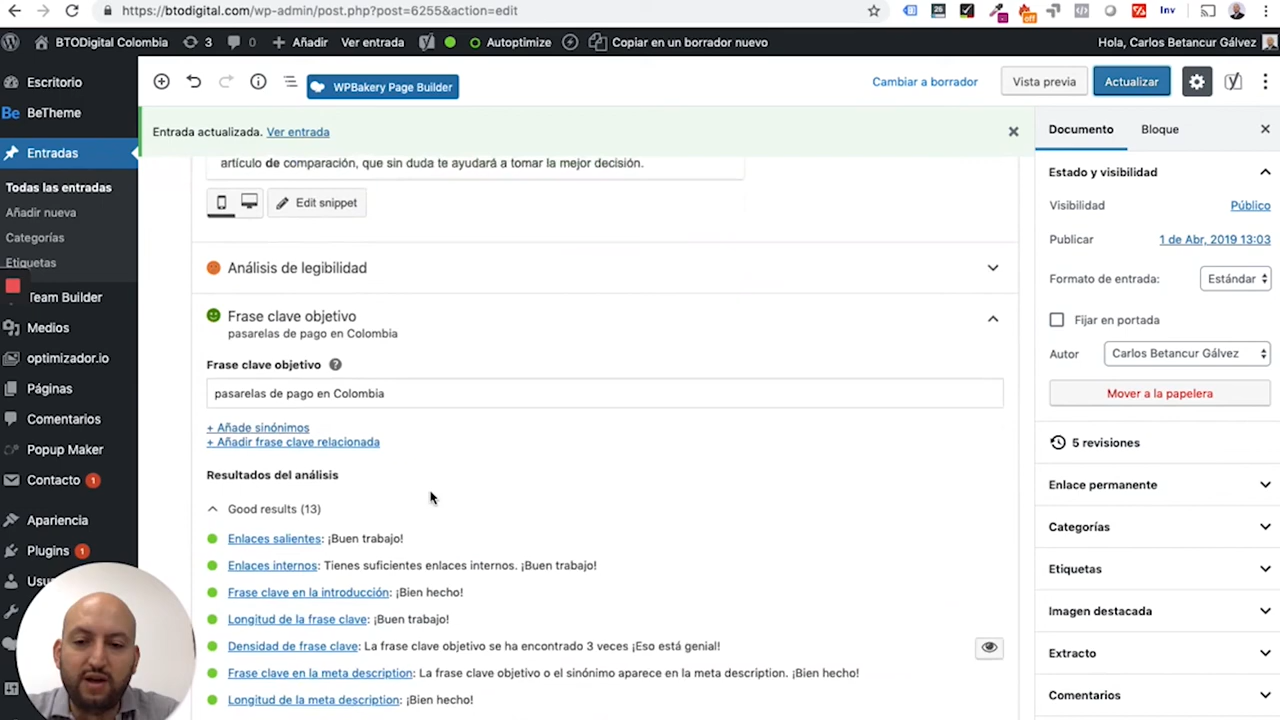 https://btodigital.com/wp-admin/post.php?post=6255&action=edit
Inv
BTODigital Colombia
3
0
Añadir
Ver entrada
Autoptimize
Copiar en un borrador nuevo
Hola, Carlos Betancur Gálvez
Escritorio
Be BeTheme
Entradas
Todas las entradas
Añadir nueva
Categorías
Etiquetas
Team Builder
Medios
optimizador.io
Páginas
Comentarios
Popup Maker
Contacto 1
Apariencia
Plugins 1
WPBakery Page Builder
Cambiar a borrador
Vista previa
Actualizar
Entrada actualizada. Ver entrada
artículo de comparación, que sin duda te ayudará a tomar la mejor decisión.
Edit snippet
Análisis de legibilidad
Frase clave objetivo
pasarelas de pago en Colombia
Frase clave objetivo
pasarelas de pago en Colombia
+ Añade sinónimos
+ Añadir frase clave relacionada
Resultados del análisis
Good results (13)
Enlaces salientes: ¡Buen trabajo!
Enlaces internos: Tienes suficientes enlaces internos. ¡Buen trabajo!
Frase clave en la introducción: ¡Bien hecho!
Longitud de la frase clave: ¡Buen trabajo!
Densidad de frase clave: La frase clave objetivo se ha encontrado 3 veces ¡Eso está genial!
Frase clave en la meta description: La frase clave objetivo o el sinónimo aparece en la meta description. ¡Bien hecho!
Longitud de la meta description: ¡Bien hecho!
Documento
Bloque
Estado y visibilidad
Visibilidad
Público
Publicar
1 de Abr, 2019 13:03
Formato de entrada:
Estándar
Fijar en portada
Autor
Carlos Betancur Gálvez
Mover a la papelera
5 revisiones
Enlace permanente
Categorías
Etiquetas
Imagen destacada
Extracto
Comentarios